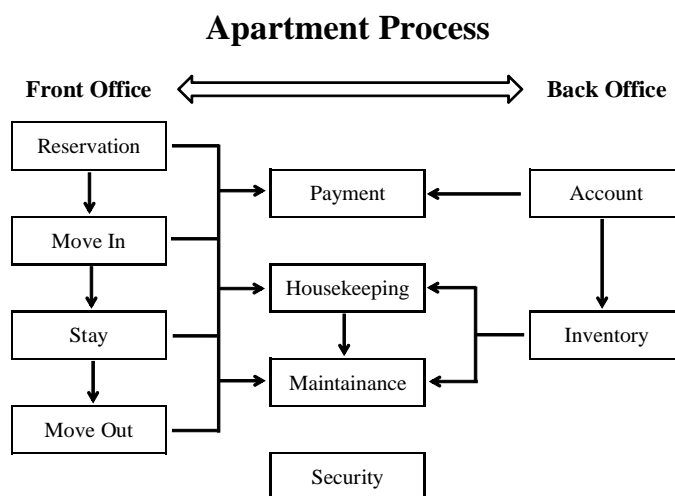 Apartment Process
Front Office
Back Office
Reservation
Payment
Account
Move In
Housekeeping
Stay
Inventory
Maintainance
Move Out
Security